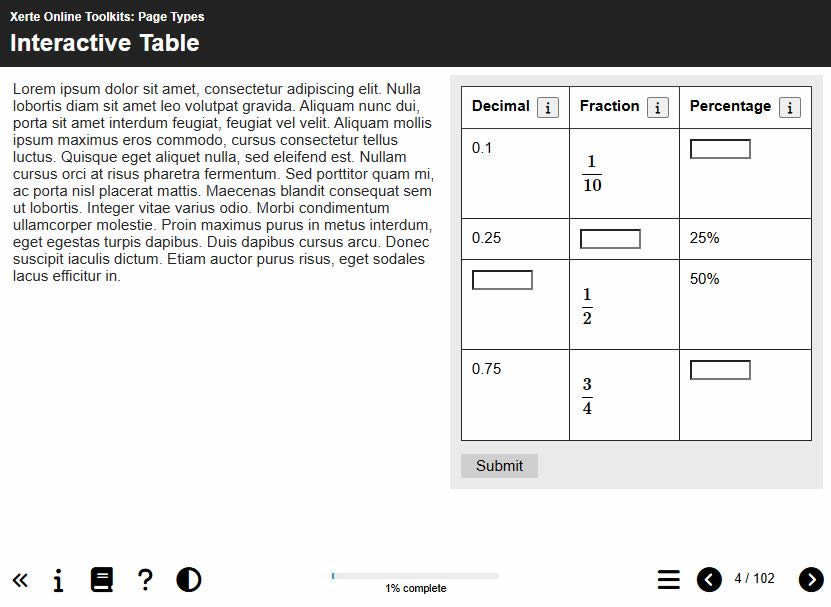 Xerte Online Toolkits: Page Types
Interactive Table
Lorem ipsum dolor sit amet, consectetur adipiscing elit. Nulla
lobortis diam sit amet leo volutpat gravida. Aliquam nunc dui,
porta sit amet interdum feugiat, feugiat vel velit. Aliquam mollis
ipsum maximus eros commodo, cursus consectetur tellus
luctus. Quisque eget aliquet nulla, sed eleifend est. Nullam
cursus orci at risus pharetra fermentum. Sed porttitor quam mi,
ac porta nisl placerat mattis. Maecenas blandit consequat sem
ut lobortis. Integer vitae varius odio. Morbi condimentum
ullamcorper molestie. Proin maximus purus in metus interdum,
eget egestas turpis dapibus. Duis dapibus cursus arcu. Donec
suscipit iaculis dictum. Etiam auctor purus risus, eget sodales
lacus efficitur in.
Decimal i Fraction i Percentage i
0.1
1
10
0.25 25%
50%
1
2
0.75
3
4
Submit
« i ? 4 / 102
1% complete